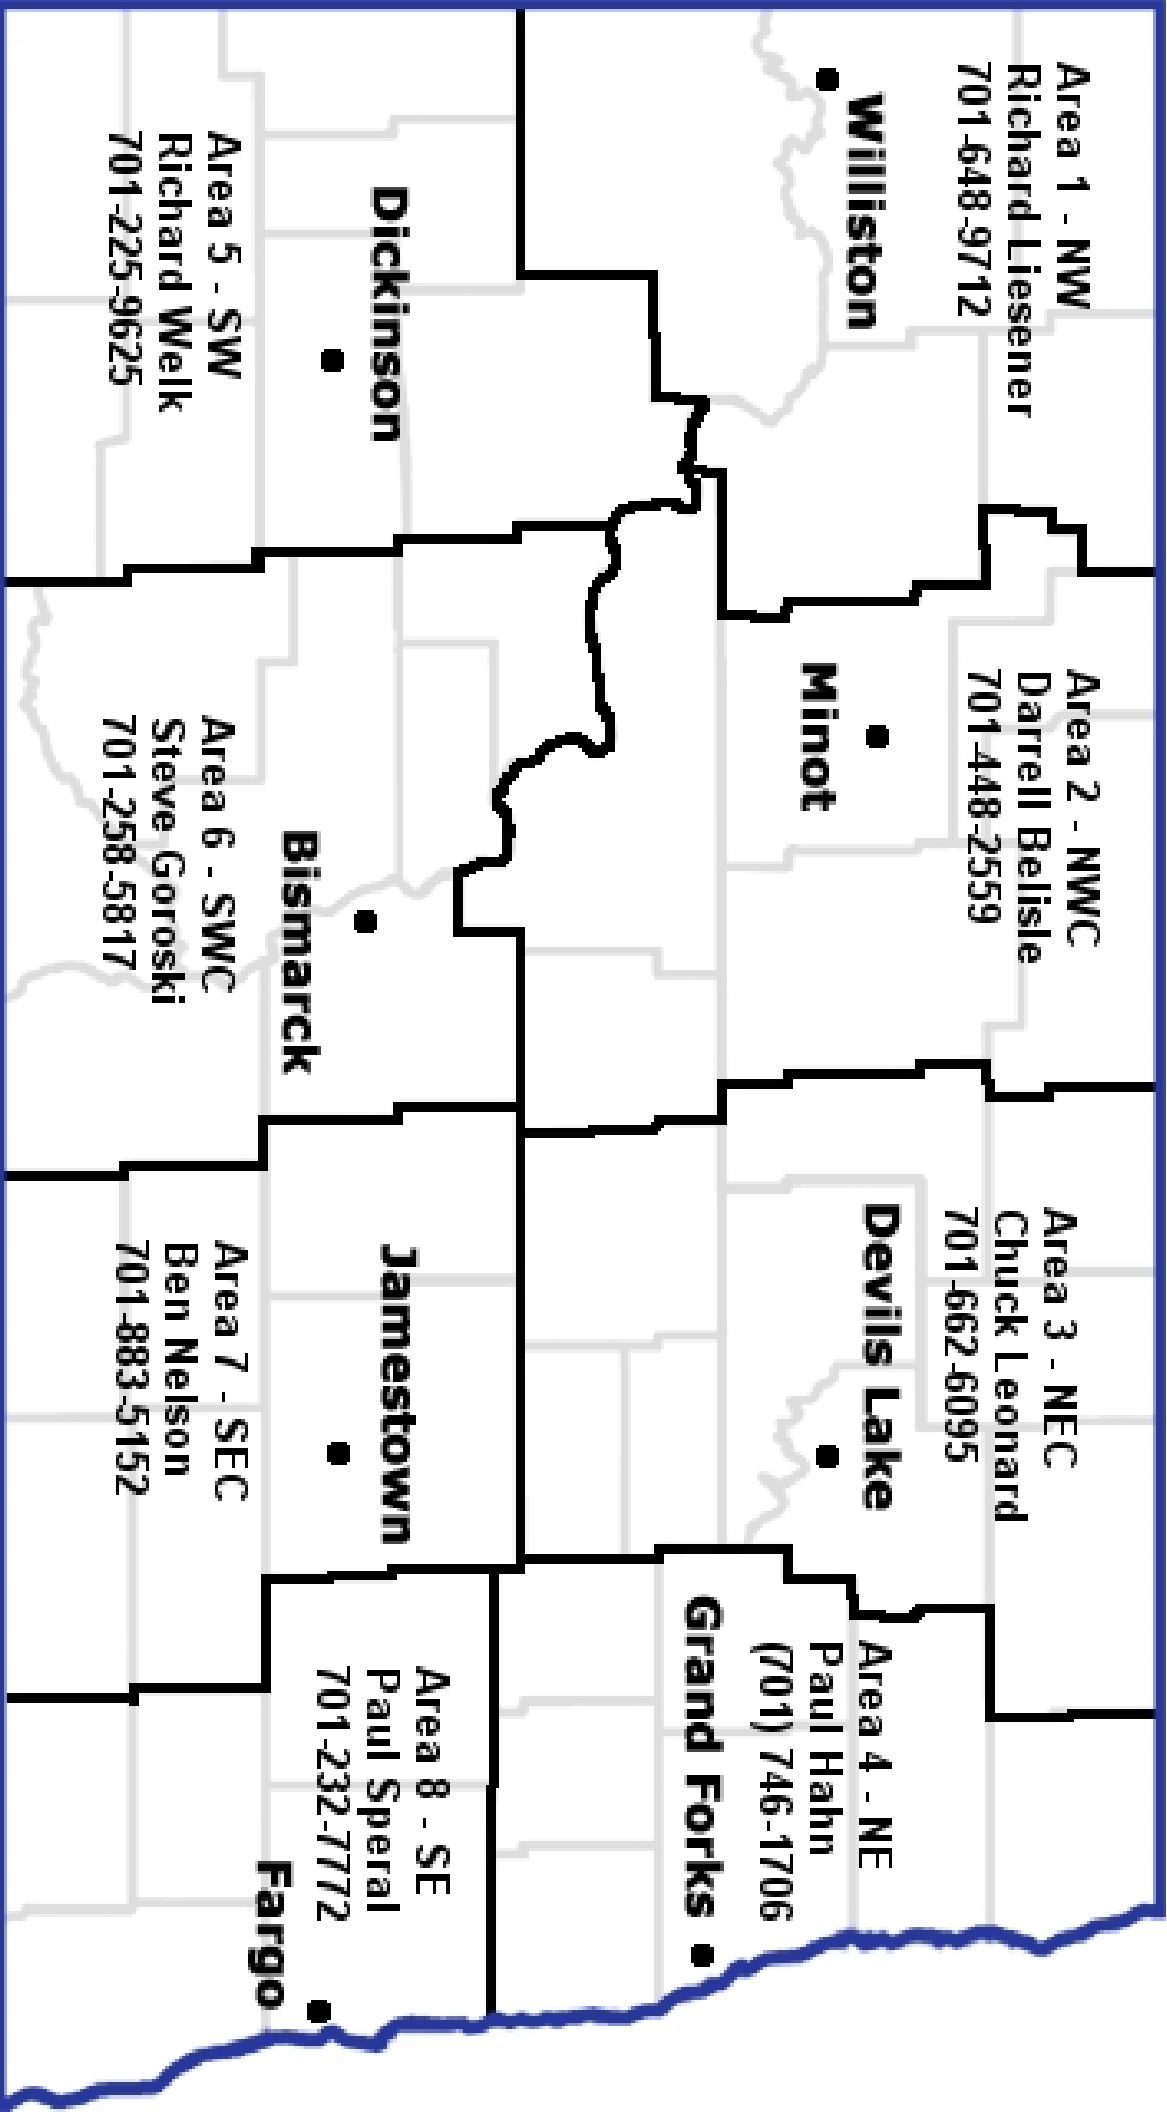 Area 1 - NW
Richard Liesener
701-648-9712
Williston
Area 2 - NWC
Darrell Belisle
701-448-2559
Minot
Area 3 - NEC
Chuck Leonard
701-662-6095
Devils Lake
Area 4 - NE
Paul Hahn
(701) 746-1706
Grand Forks
Dickinson
Area 5 - SW
Richard Welk
701-225-9625
Bismarck
Area 6 - SWC
Steve Goroski
701-258-5817
Jamestown
Area 7 - SEC
Ben Nelson
701-883-5152
Area 8 - SE
Paul Speral
701-232-7772
Fargo